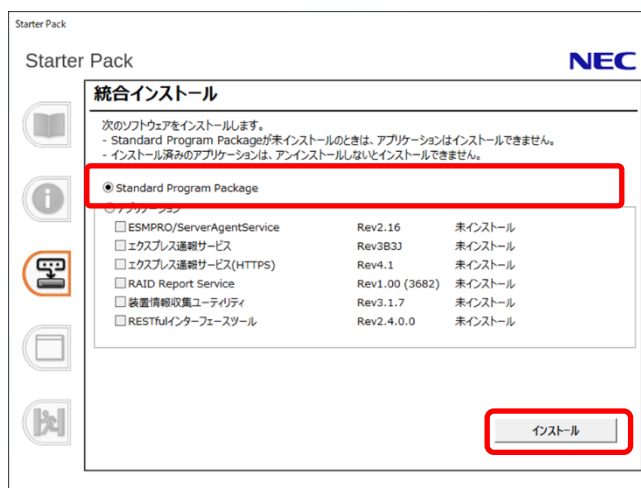 Starter Pack
Starter Pack
NEC
統合インストール
次のソフトウェアをインストールします。
- Standard Program Packageが未インストールのときは、アプリケーションはインストールできません。
- インストール済みのアプリケーションは、アンインストールしないとインストールできません。
Standard Program Package
アプリケーション
ESMPRO/ServerAgentService Rev2.16 未インストール
エクスプレス通報サービス Rev3B3J 未インストール
エクスプレス通報サービス(HTTPS) Rev4.1 未インストール
RAID Report Service Rev1.00 (3682) 未インストール
装置情報収集ユーティリティ Rev3.1.7 未インストール
RESTfulインターフェースツール Rev2.4.0.0 未インストール
インストール